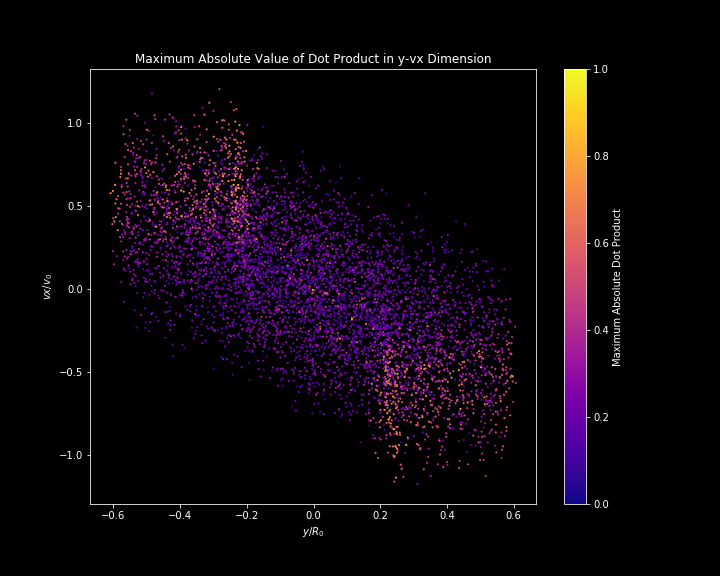 Maximum Absolute Value of Dot Product in y-vx Dimension
1.0
0.5
0.0
−0.5
−1.0
vx/v₀
−0.6 −0.4 −0.2 0.0 0.2 0.4 0.6
y/R₀
1.0
0.8
0.6
0.4
0.2
0.0
Maximum Absolute Dot Product